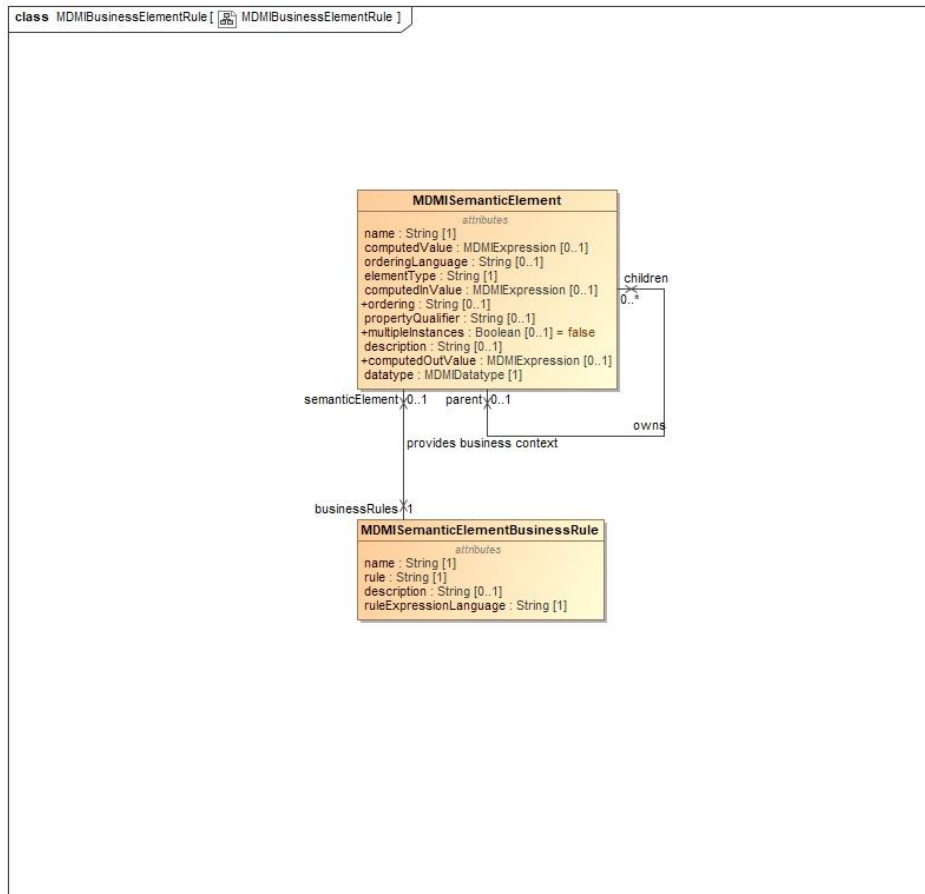 class MDMIBusinessElementRule [ MDMIBusinessElementRule ]
MDMISemanticElement
attributes
name : String [1]
computedValue : MDMIExpression [0..1]
orderingLanguage : String [0..1]
elementType : String [1]
computedInValue : MDMIExpression [0..1]
+ordering : String [0..1]
propertyQualifier : String [0..1]
+multipleInstances : Boolean [0..1] = false
description : String [0..1]
+computedOutValue : MDMIExpression [0..1]
datatype : MDMIDatatype [1]
children
0..*
semanticElement 0..1 parent 0..1
owns
provides business context
businessRules 1
MDMISemanticElementBusinessRule
attributes
name : String [1]
rule : String [1]
description : String [0..1]
ruleExpressionLanguage : String [1]